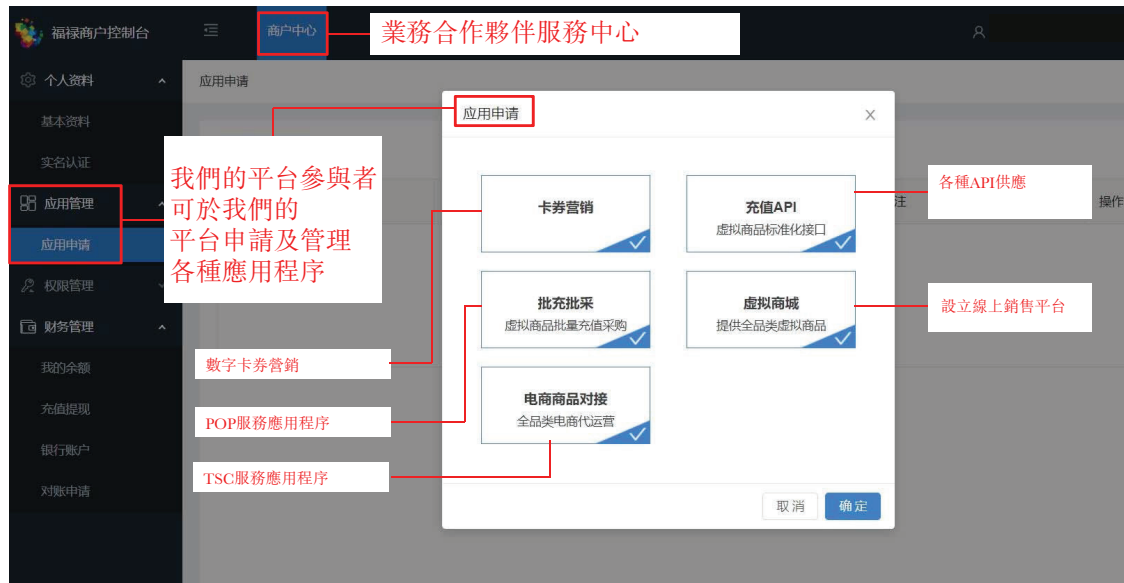 福禄商户控制台
商户中心
業務合作夥伴服務中心
个人资料
应用申请
基本资料
实名认证
应用管理
应用申请
权限管理
财务管理
我的余额
充值提现
银行账户
对账申请
我們的平台參與者
可於我們的
平台申請及管理
各種應用程序
应用申请
X
卡券营销
充值API
虚拟商品标准化接口
各種API供應
注
操作
批充批采
虚拟商品批量充值采购
虚拟商城
提供全品类虚拟商品
設立線上銷售平台
數字卡券營銷
电商商品对接
全品类电商代运营
POP服務應用程序
TSC服務應用程序
取消
确定